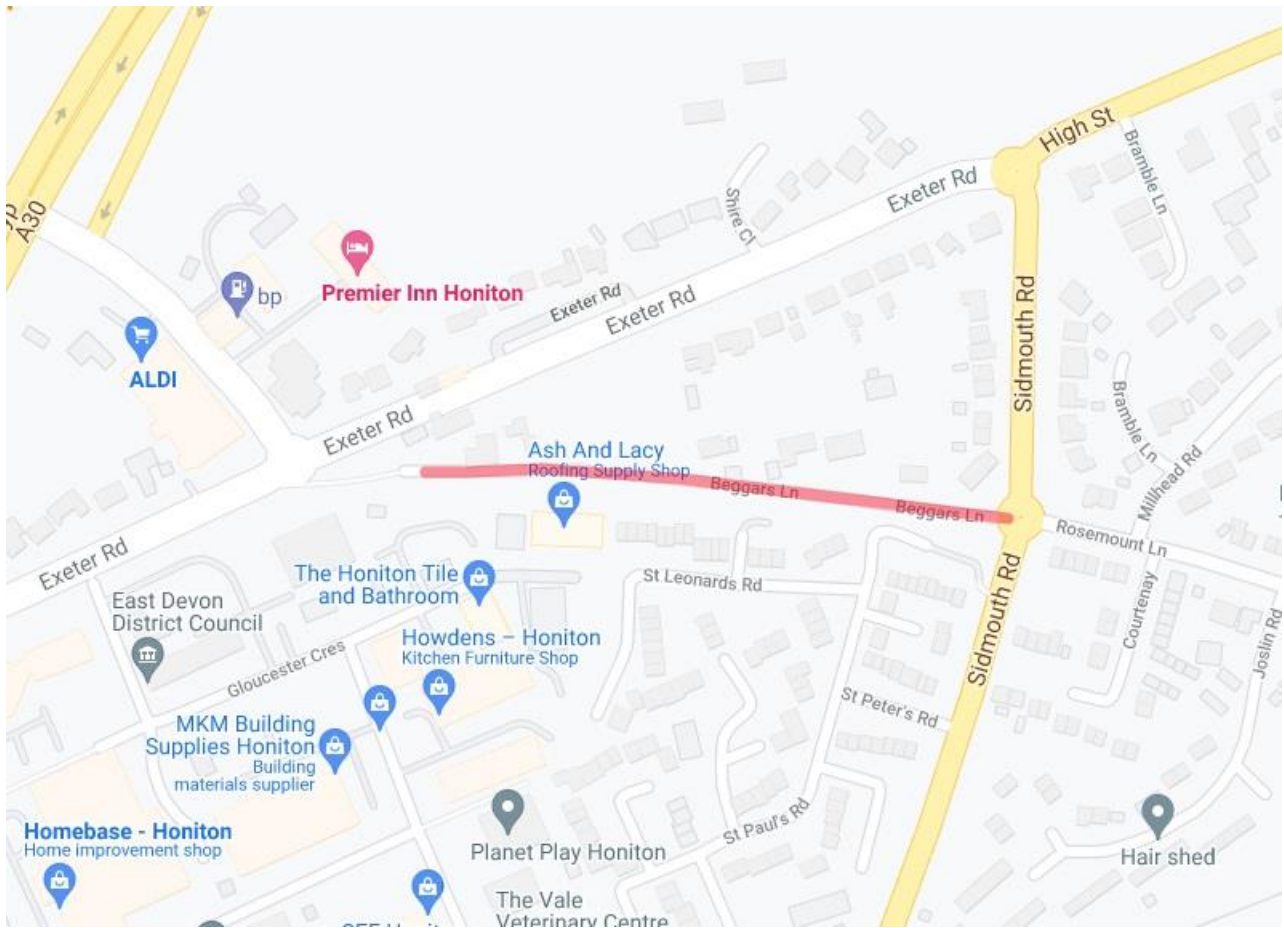 High St
Bramble Ln
Exeter Rd
Shire Cl
A30
bp
Premier Inn Honiton
Exeter Rd
Exeter Rd
Sidmouth Rd
ALDI
Exeter Rd
Bramble Ln
Millhead Rd
Ash And Lacy
Roofing Supply Shop
Beggars Ln
Beggars Ln
Rosemount Ln
Exeter Rd
The Honiton Tile
and Bathroom
St Leonards Rd
Sidmouth Rd
East Devon
District Council
Courtenay
Joslin Rd
Howdens – Honiton
Kitchen Furniture Shop
Gloucester Cres
St Peter's Rd
MKM Building
Supplies Honiton
Building
materials supplier
Homebase - Honiton
Home improvement shop
St Paul's Rd
Planet Play Honiton
Hair shed
The Vale
Veterinary Centre